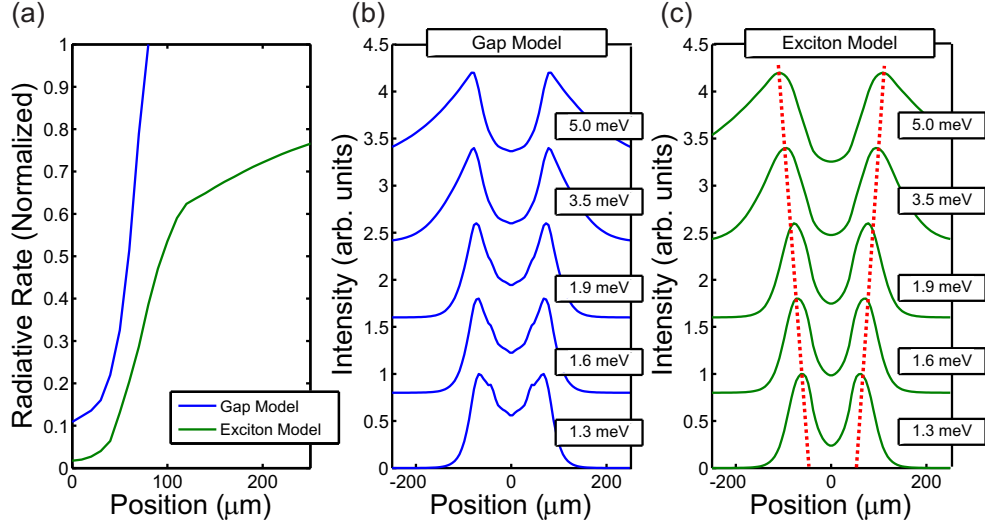 (a)
Radiative Rate (Normalized)
1
0.9
0.8
0.7
0.6
0.5
0.4
0.3
0.2
0.1
0
Gap Model
Exciton Model
0 100 200
Position (μm)
(b)
Gap Model
Intensity (arb. units)
4.5
4
3.5
3
2.5
2
1.5
1
0.5
0
5.0 meV
3.5 meV
1.9 meV
1.6 meV
1.3 meV
-200 0 200
Position (μm)
(c)
Exciton Model
Intensity (arb. units)
4.5
4
3.5
3
2.5
2
1.5
1
0.5
0
5.0 meV
3.5 meV
1.9 meV
1.6 meV
1.3 meV
-200 0 200
Position (μm)